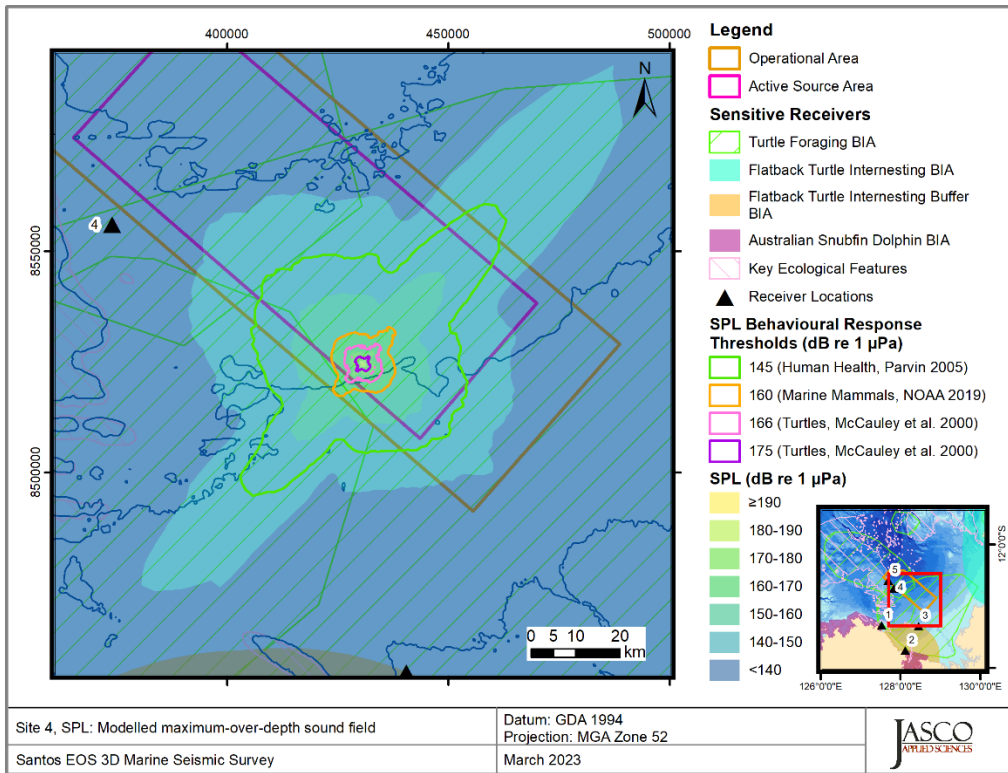 400000
450000
500000
N
8550000
8500000
4
0 5 10 20
km
Legend
Operational Area
Active Source Area
Sensitive Receivers
Turtle Foraging BIA
Flatback Turtle Internesting BIA
Flatback Turtle Internesting Buffer
BIA
Australian Snubfin Dolphin BIA
Key Ecological Features
Receiver Locations
SPL Behavioural Response
Thresholds (dB re 1 µPa)
145 (Human Health, Parvin 2005)
160 (Marine Mammals, NOAA 2019)
166 (Turtles, McCauley et al. 2000)
175 (Turtles, McCauley et al. 2000)
SPL (dB re 1 µPa)
≥190
180-190
170-180
160-170
150-160
140-150
<140
5
4
1
3
2
12°0'0"S
126°0'0"E
128°0'0"E
130°0'0"E
Site 4, SPL: Modelled maximum-over-depth sound field
Datum: GDA 1994
Projection: MGA Zone 52
Santos EOS 3D Marine Seismic Survey
March 2023
JASCO
APPLIED SCIENCES